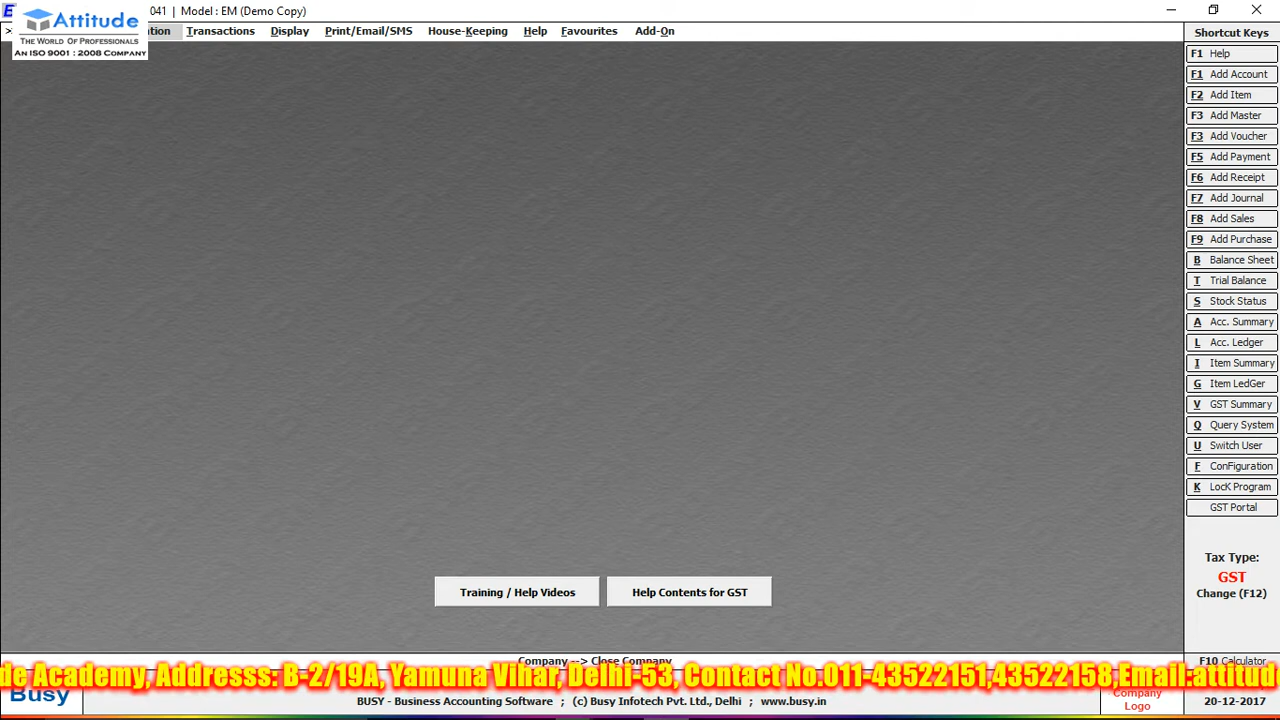 041 | Model : EM (Demo Copy)
Attitude
THE WORLD OF PROFESSIONALS
AN ISO 9001 : 2008 COMPANY
Transactions
Display
Print/Email/SMS
House-Keeping
Help
Favourites
Add-On
Shortcut Keys
F1 Help
F1 Add Account
F2 Add Item
F3 Add Master
F3 Add Voucher
F5 Add Payment
F6 Add Receipt
F7 Add Journal
F8 Add Sales
F9 Add Purchase
B Balance Sheet
T Trial Balance
S Stock Status
A Acc. Summary
L Acc. Ledger
I Item Summary
G Item LedGer
V GST Summary
Q Query System
U Switch User
F ConFiguration
K LocK Program
GST Portal
Tax Type:
GST
Change (F12)
Training / Help Videos
Help Contents for GST
Company --> Close Company
F10 Calculator
de Academy, Addresss: B-2/19A, Yamuna Vihar, Delhi-53, Contact No.011-43522151,43522158,Email:attitud
Busy
BUSY - Business Accounting Software ; (c) Busy Infotech Pvt. Ltd., Delhi ; www.busy.in
Company
Logo
20-12-2017